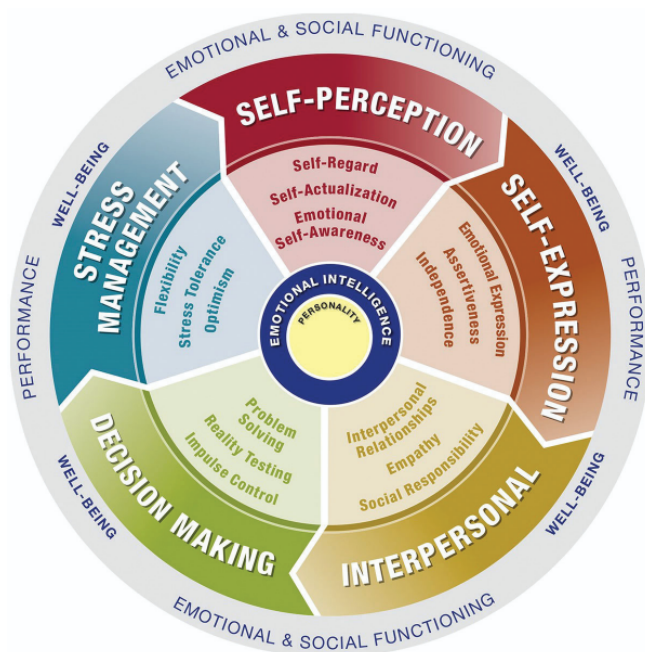 EMOTIONAL & SOCIAL FUNCTIONING
WELL-BEING
WELL-BEING
PERFORMANCE
PERFORMANCE
WELL-BEING
WELL-BEING
EMOTIONAL & SOCIAL FUNCTIONING
SELF-PERCEPTION
Self-Regard
Self-Actualization
Emotional
Self-Awareness
SELF-EXPRESSION
Emotional Expression
Assertiveness
Independence
INTERPERSONAL
Interpersonal
Relationships
Empathy
Social Responsibility
DECISION MAKING
Problem
Solving
Reality Testing
Impulse Control
STRESS
MANAGEMENT
Flexibility
Stress Tolerance
Optimism
EMOTIONAL INTELLIGENCE
PERSONALITY